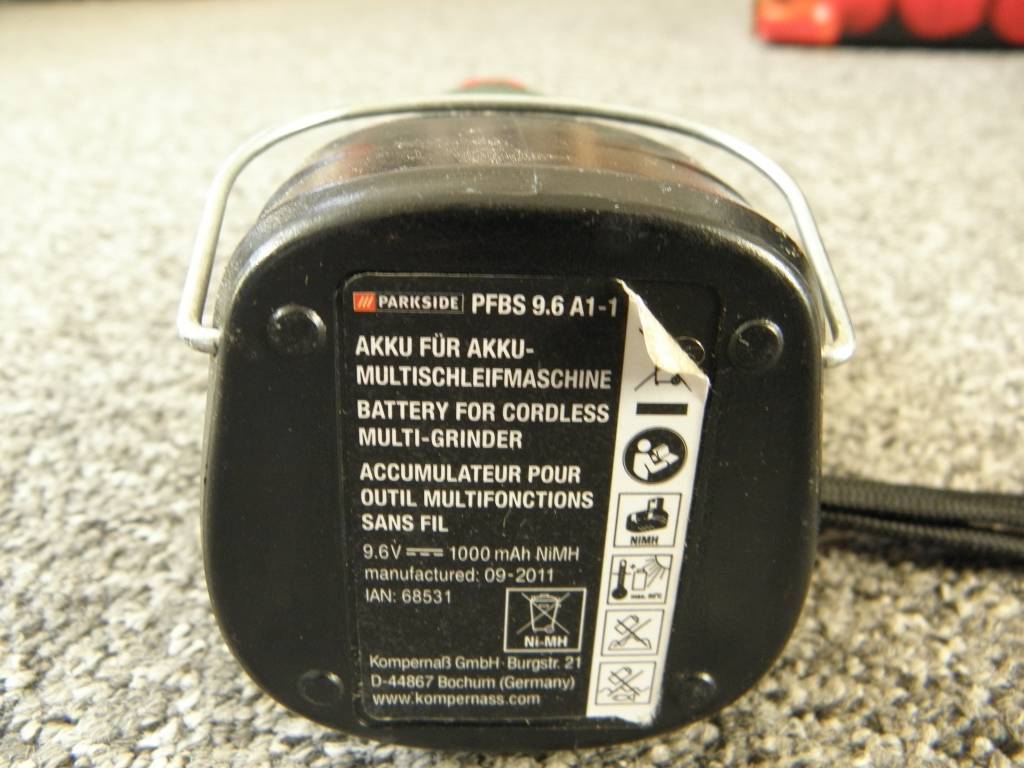 PARKSIDE PFBS 9.6 A1-1
AKKU FÜR AKKU-
MULTISCHLEIFMASCHINE
BATTERY FOR CORDLESS
MULTI-GRINDER
ACCUMULATEUR POUR
OUTIL MULTIFONCTIONS
SANS FIL
9.6V 1000 mAh NiMH
manufactured: 09-2011
IAN: 68531
Ni-MH
Kompernaß GmbH · Burgstr. 21
D-44867 Bochum (Germany)
www.kompernass.com
NiMH
max. 50°C